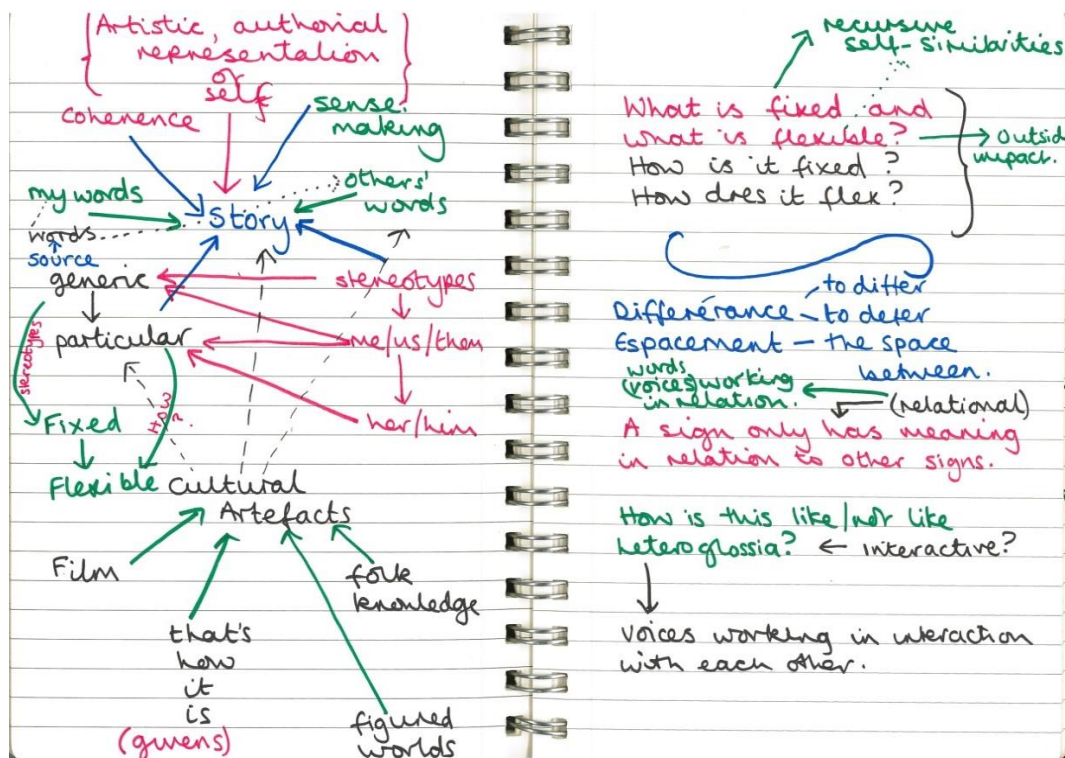 Artistic, authorial
representation
of
self
coherence
sense.
making
my words
others'
words
words
Story
source
generic
stereotypes
particular
me/us/them
stereotypes
How?
Fixed
her/him
Flexible
Cultural
Artefacts
Film
folk
knowledge
that's
how
it
is
(givens)
figured
worlds
recursive
self-similarities
What is fixed and
what is flexible?
outside
impact.
How is it fixed?
How does it flex?
to differ
Différérance – to defer
Espacement – the space
between.
words
(voices) working
in relation.
(relational)
A sign only has meaning
in relation to other signs.
How is this like/not like
heteroglossia? ← interactive?
Voices working in interaction
with each other.